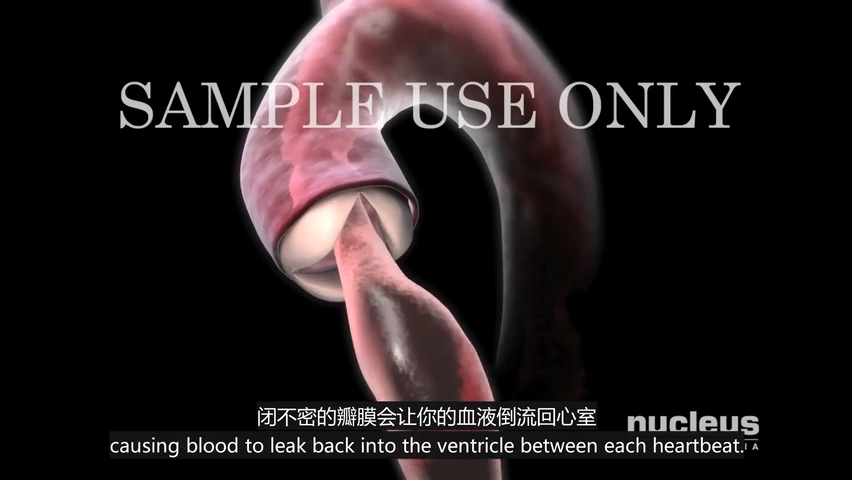 SAMPLE USE ONLY
闭不密的瓣膜会让你的血液倒流回心室
nucleus
causing blood to leak back into the ventricle between each heartbeat.
IA